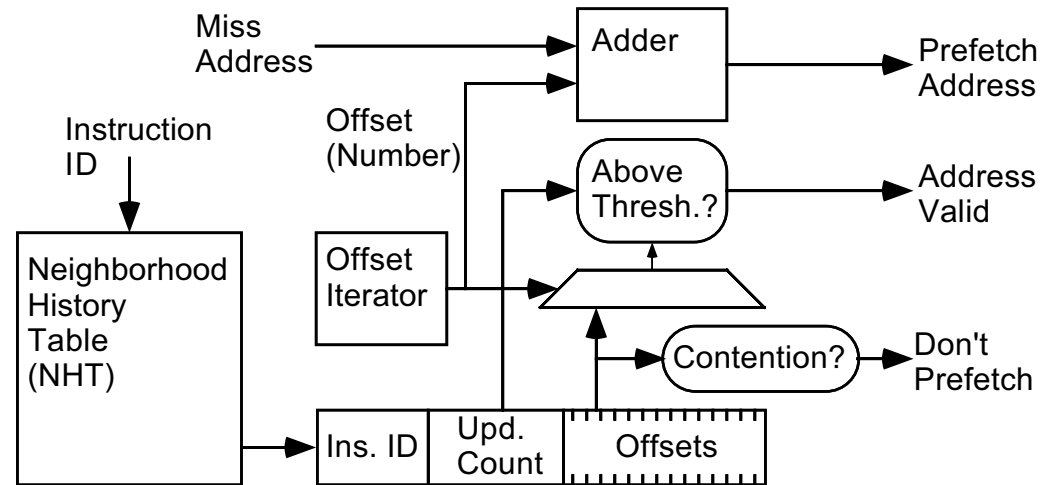 Miss
Address
Adder
Prefetch
Address
Instruction
ID
Offset
(Number)
Above
Thresh.?
Address
Valid
Neighborhood
History
Table
(NHT)
Offset
Iterator
Contention?
Don't
Prefetch
Ins. ID
Upd.
Count
Offsets